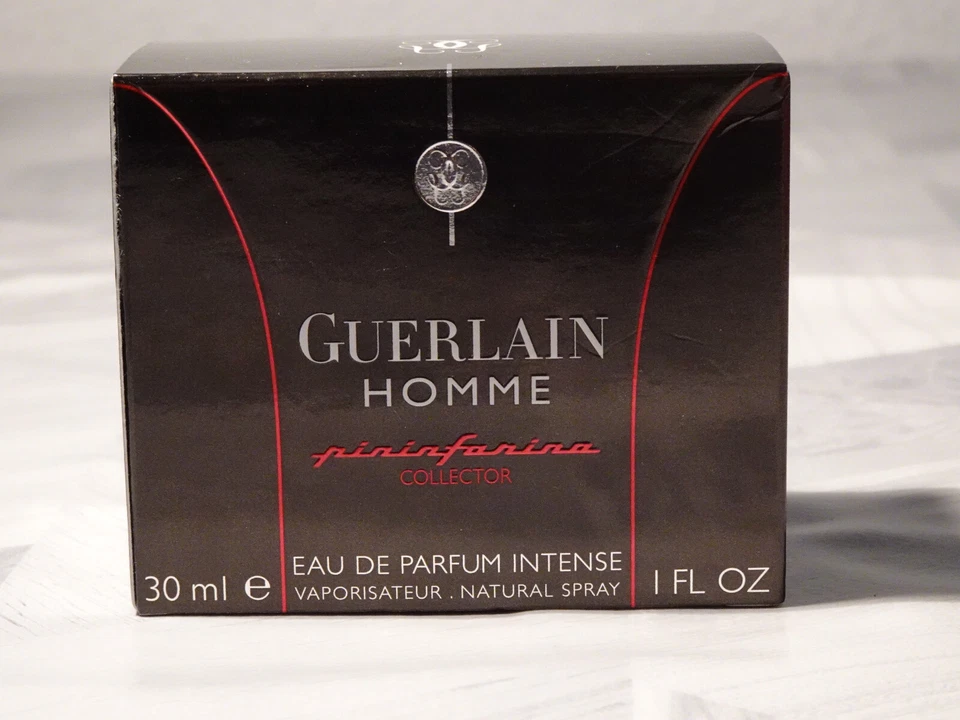 GUERLAIN
HOMME
pininfarina
COLLECTOR
EAU DE PARFUM INTENSE
VAPORISATEUR . NATURAL SPRAY
30 ml e
1 FL OZ